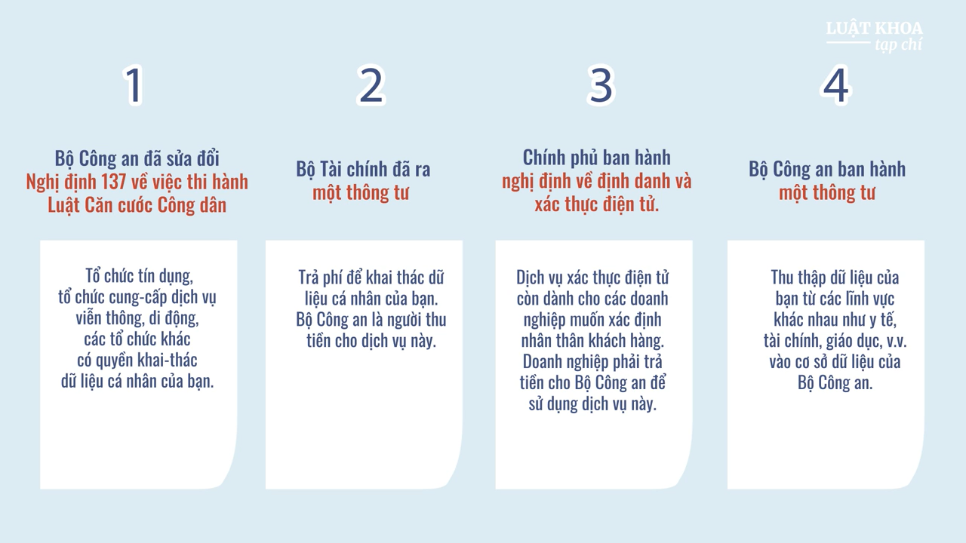 LUẬT KHOA
tạp chí
1
Bộ Công an đã sửa đổi
Nghị định 137 về việc thi hành
Luật Căn cước Công dân
Tổ chức tín dụng,
tổ chức cung-cấp dịch vụ
viễn thông, di động,
các tổ chức khác
có quyền khai-thác
dữ liệu cá nhân của bạn.
2
Bộ Tài chính đã ra
một thông tư
Trả phí để khai thác dữ
liệu cá nhân của bạn.
Bộ Công an là người thu
tiền cho dịch vụ này.
3
Chính phủ ban hành
nghị định về định danh và
xác thực điện tử.
Dịch vụ xác thực điện tử
còn dành cho các doanh
nghiệp muốn xác định
nhân thân khách hàng.
Doanh nghiệp phải trả
tiền cho Bộ Công an để
sử dụng dịch vụ này.
4
Bộ Công an ban hành
một thông tư
Thu thập dữ liệu của
bạn từ các lĩnh vực
khác nhau như y tế,
tài chính, giáo dục, v.v.
vào cơ sở dữ liệu của
Bộ Công an.